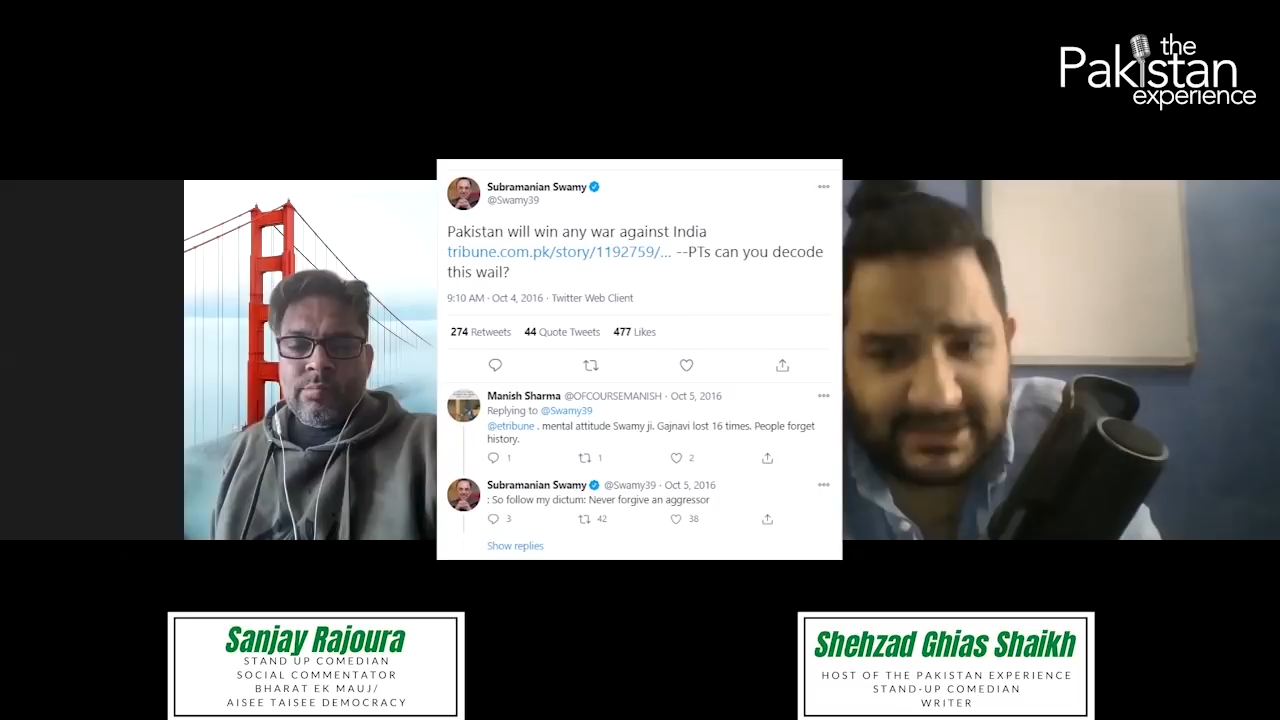 the
Pakistan
experience
Subramanian Swamy
@Swamy39
Pakistan will win any war against India
tribune.com.pk/story/1192759/... --PTs can you decode
this wail?
9:10 AM · Oct 4, 2016 · Twitter Web Client
274 Retweets 44 Quote Tweets 477 Likes
Manish Sharma @OFCOURSEMANISH · Oct 5, 2016
Replying to @Swamy39
@etribune . mental attitude Swamy ji. Gajnavi lost 16 times. People forget
history.
1 1 2
Subramanian Swamy @Swamy39 · Oct 5, 2016
: So follow my dictum: Never forgive an aggressor
3 42 38
Show replies
Sanjay Rajoura
STAND UP COMEDIAN
SOCIAL COMMENTATOR
BHARAT EK MAUJ/
AISEE TAISEE DEMOCRACY
Shehzad Ghias Shaikh
HOST OF THE PAKISTAN EXPERIENCE
STAND-UP COMEDIAN
WRITER